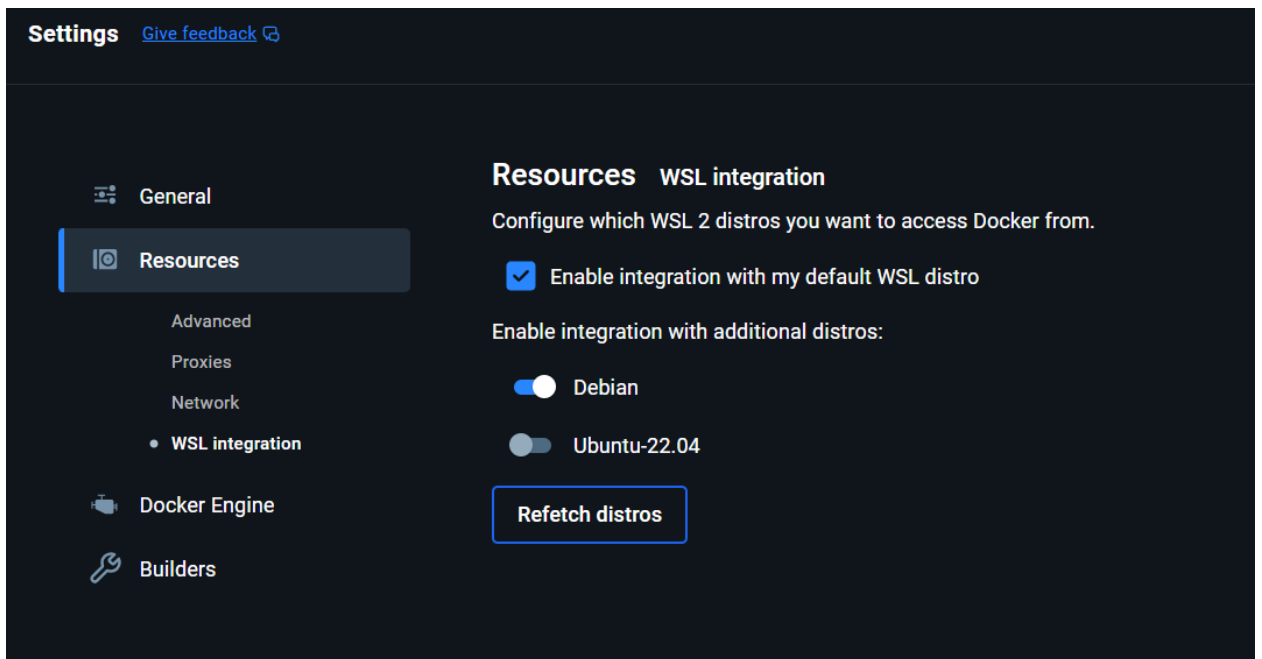 Settings Give feedback
General
Resources
Advanced
Proxies
Network
WSL integration
Docker Engine
Builders
Resources WSL integration
Configure which WSL 2 distros you want to access Docker from.
Enable integration with my default WSL distro
Enable integration with additional distros:
Debian
Ubuntu-22.04
Refetch distros